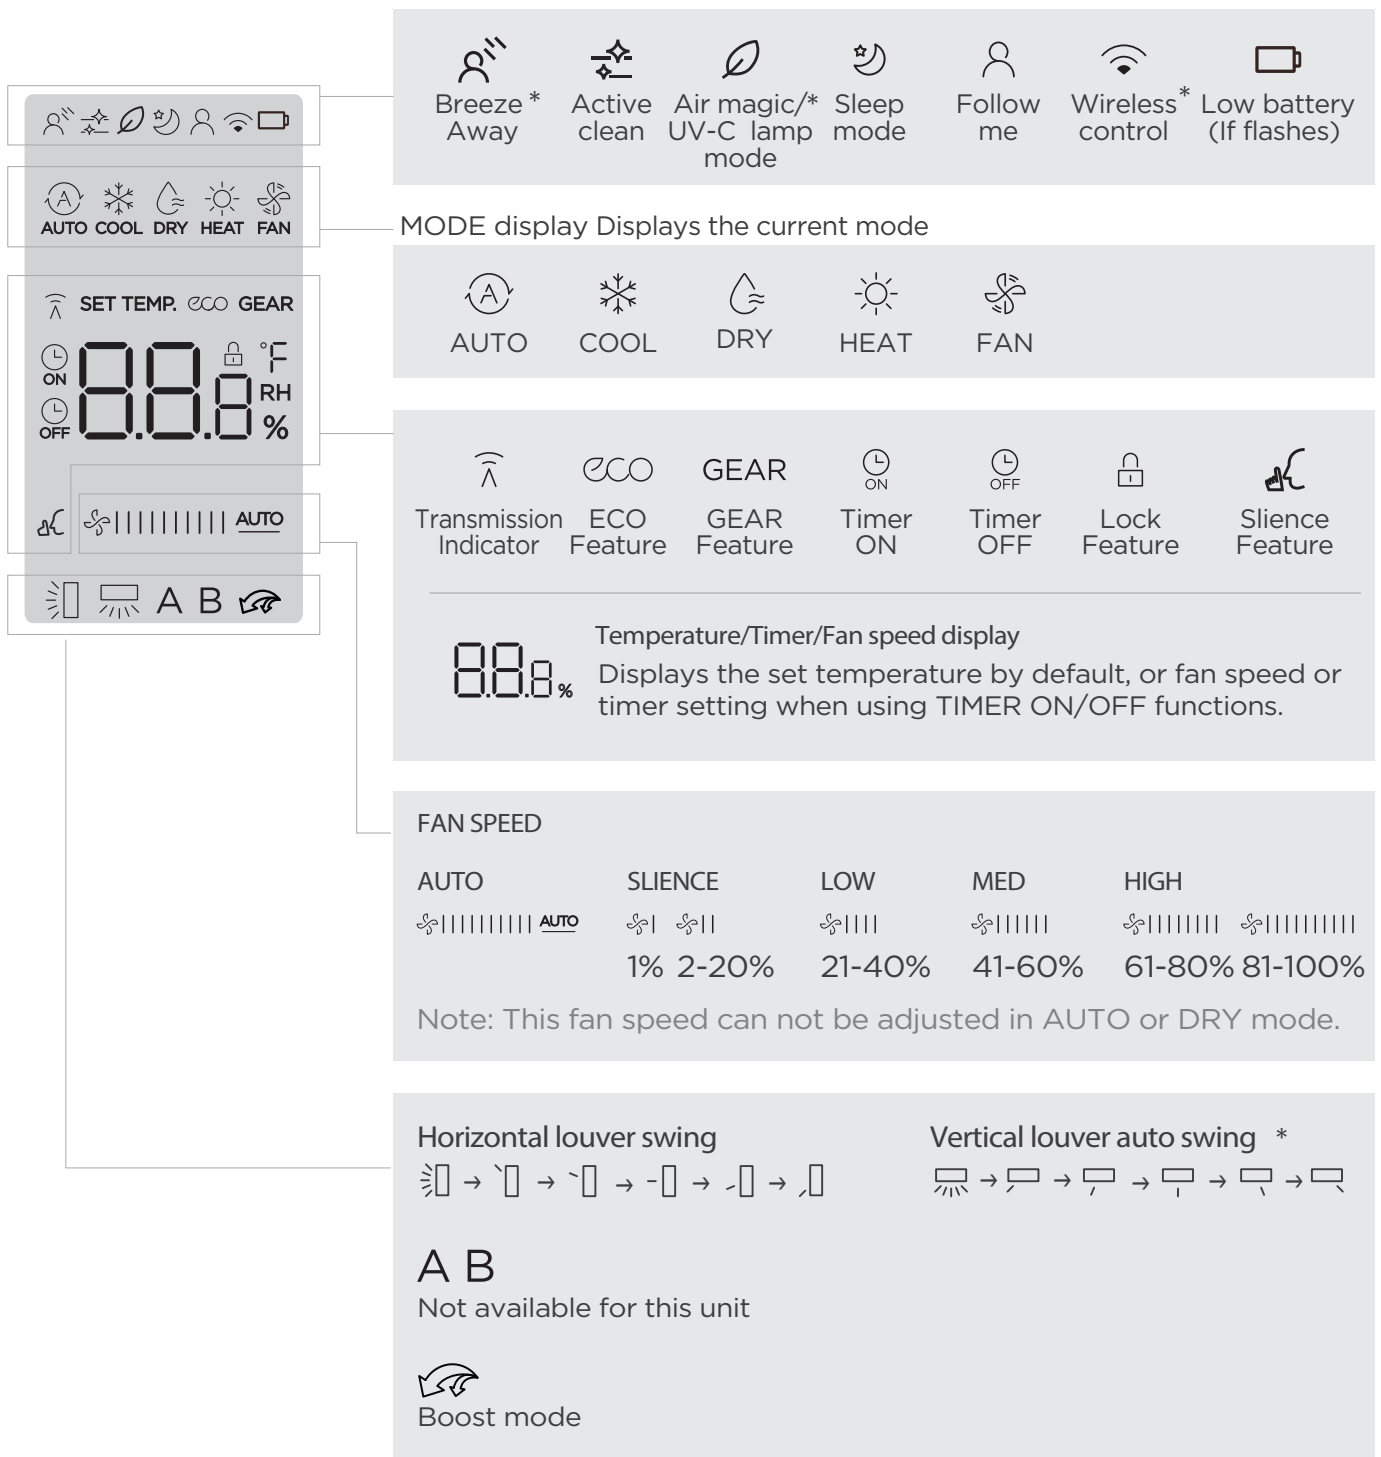 Breeze * Active Air magic/* Sleep Follow Wireless* Low battery
Away clean UV-C lamp mode me control (If flashes)
mode
A
AUTO COOL DRY HEAT FAN
MODE display Displays the current mode
A
AUTO COOL DRY HEAT FAN
SET TEMP. eco GEAR
ON 88.8 °F
RH
OFF %
AUTO
A B
eco GEAR ON OFF
Transmission ECO GEAR Timer Timer Lock Slience
Indicator Feature Feature ON OFF Feature Feature
Temperature/Timer/Fan speed display
88.8% Displays the set temperature by default, or fan speed or
timer setting when using TIMER ON/OFF functions.
FAN SPEED
AUTO SLIENCE LOW MED HIGH
AUTO
1% 2-20% 21-40% 41-60% 61-80% 81-100%
Note: This fan speed can not be adjusted in AUTO or DRY mode.
Horizontal louver swing Vertical louver auto swing *
A B
Not available for this unit
Boost mode